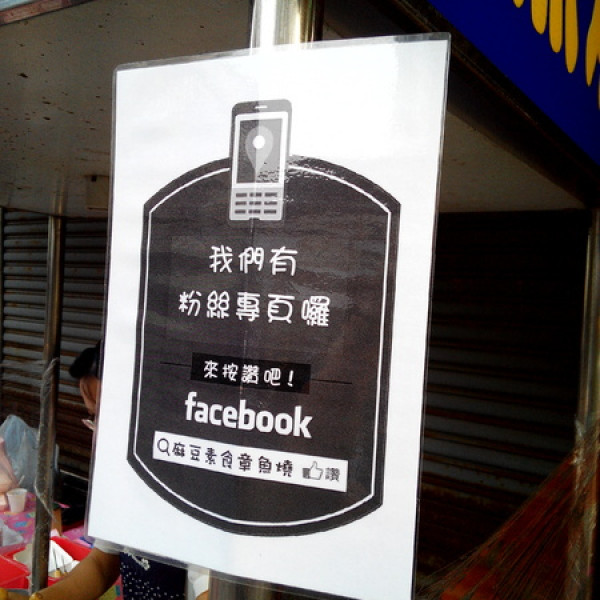 我們有
粉絲專頁囉
來按讚吧！
facebook
麻豆素食章魚燒 讚